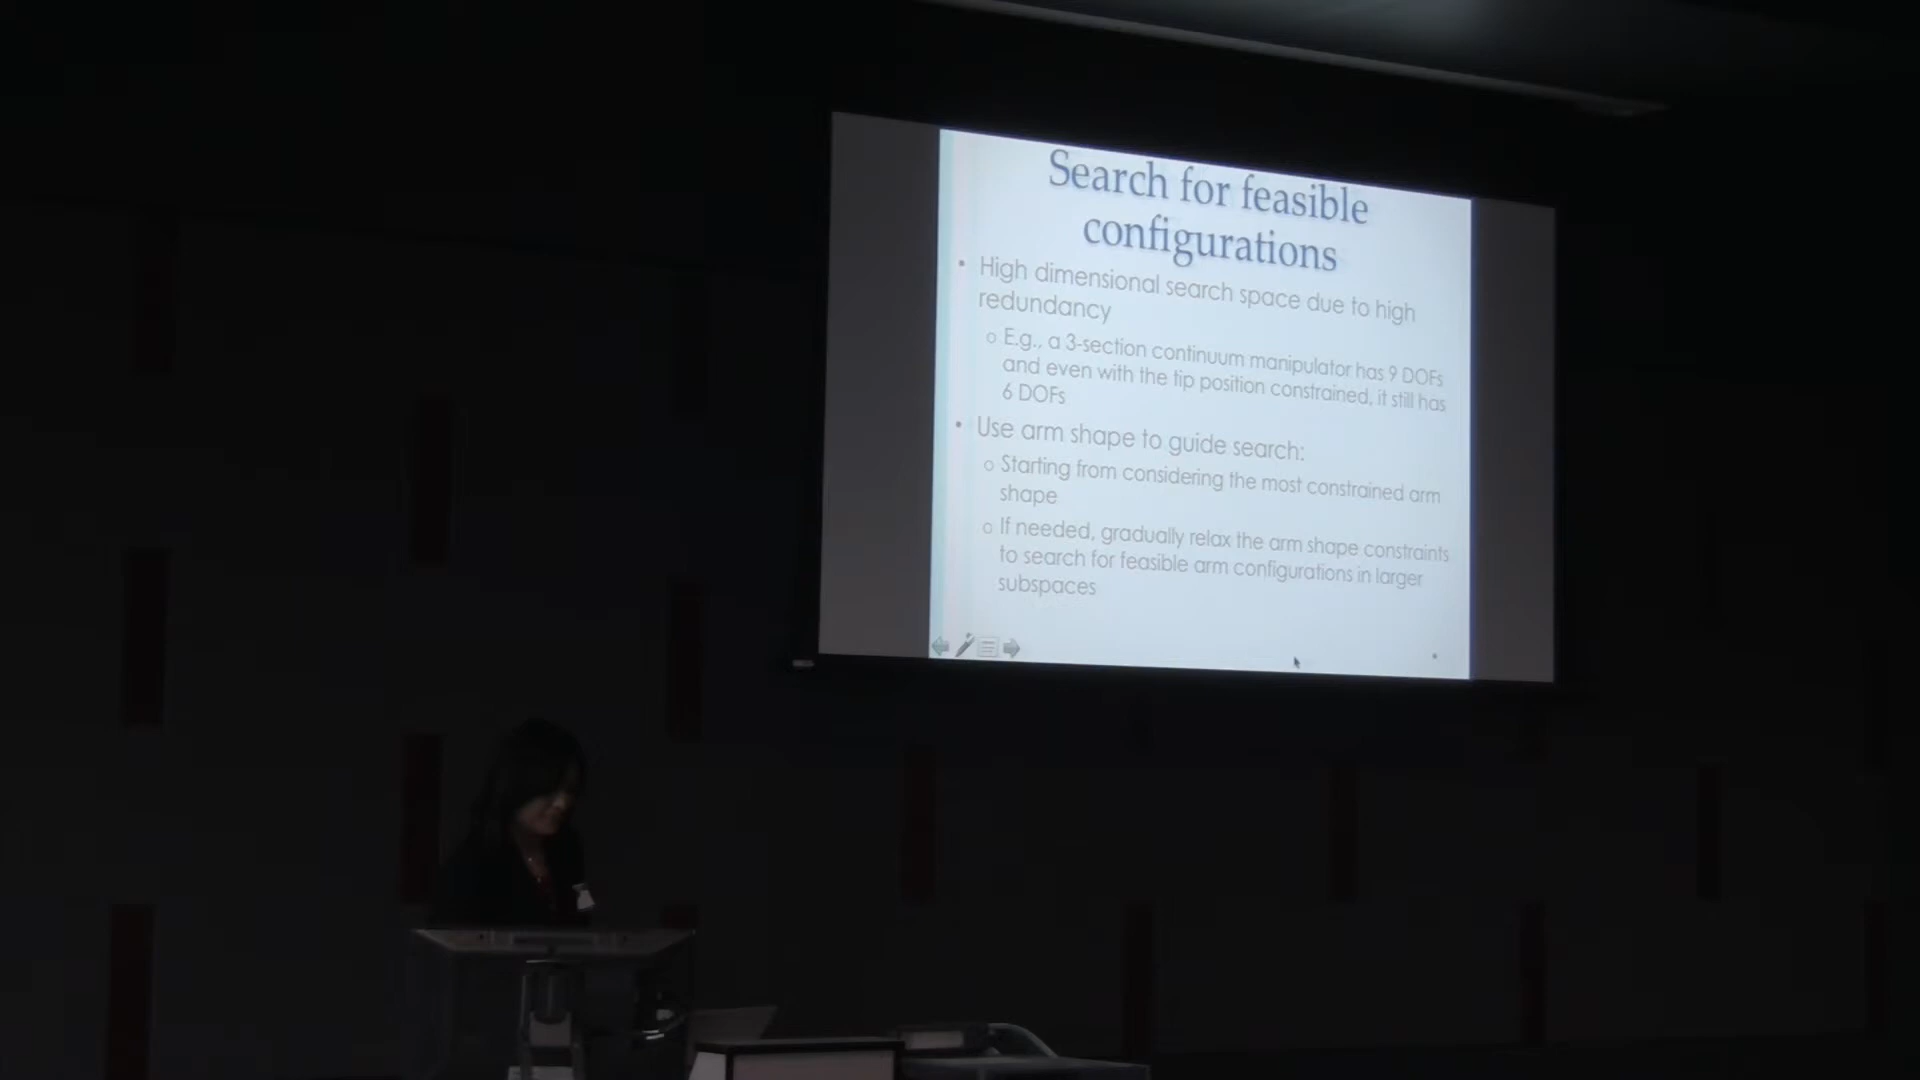 Search for feasible
configurations
• High dimensional search space due to high
redundancy
o E.g., a 3-section continuum manipulator has 9 DOFs
and even with the tip position constrained, it still has
6 DOFs
• Use arm shape to guide search:
o Starting from considering the most constrained arm
shape
o If needed, gradually relax the arm shape constraints
to search for feasible arm configurations in larger
subspaces